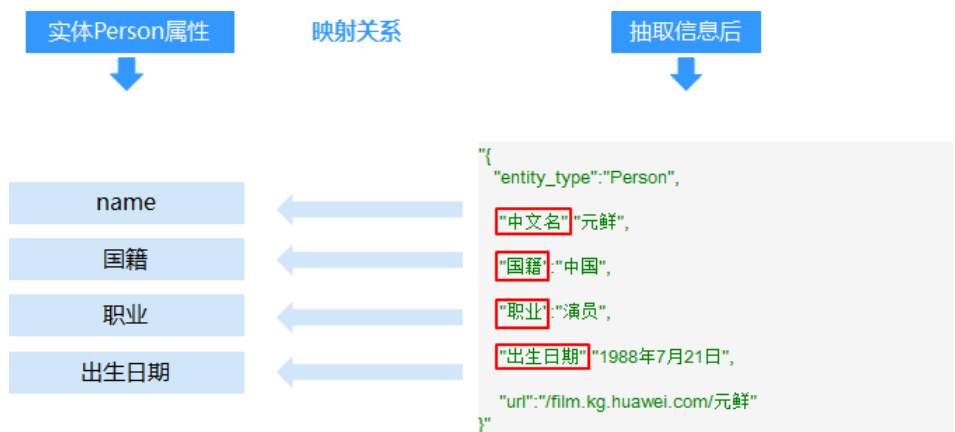 实体Person属性
映射关系
抽取信息后
name
国籍
职业
出生日期
"{
"entity_type":"Person",
"中文名":"元鲜",
"国籍":"中国",
"职业":"演员",
"出生日期":"1988年7月21日",
"url":"/film.kg.huawei.com/元鲜"
}"